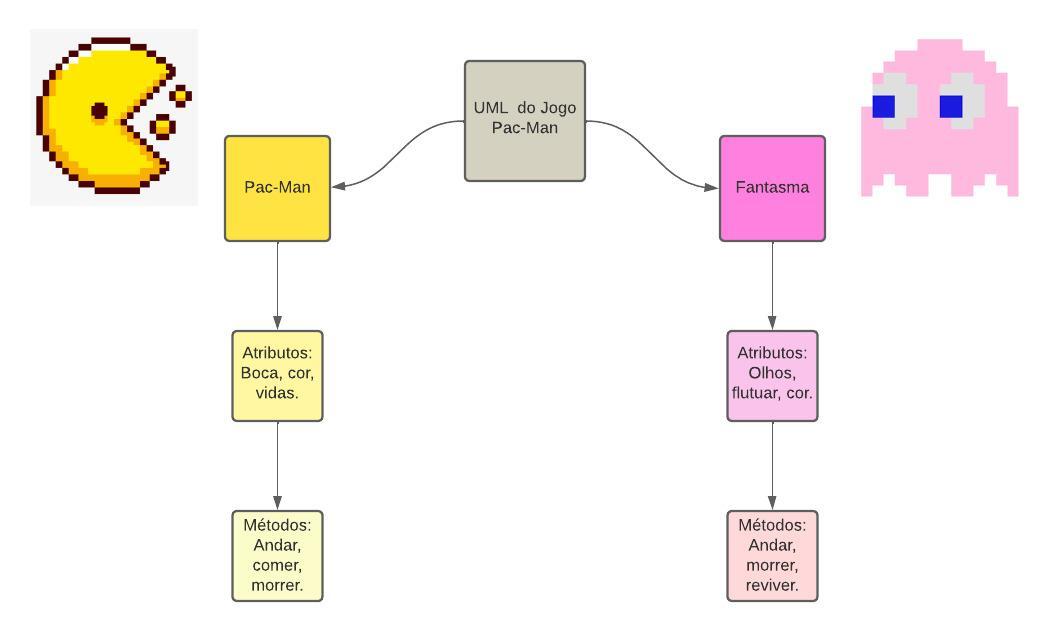 UML  do Jogo
Pac-Man
Pac-Man
Fantasma
Atributos:
Boca, cor,
vidas.
Atributos:
Olhos,
flutuar, cor.
Métodos:
Andar,
comer,
morrer.
Métodos:
Andar,
morrer,
reviver.